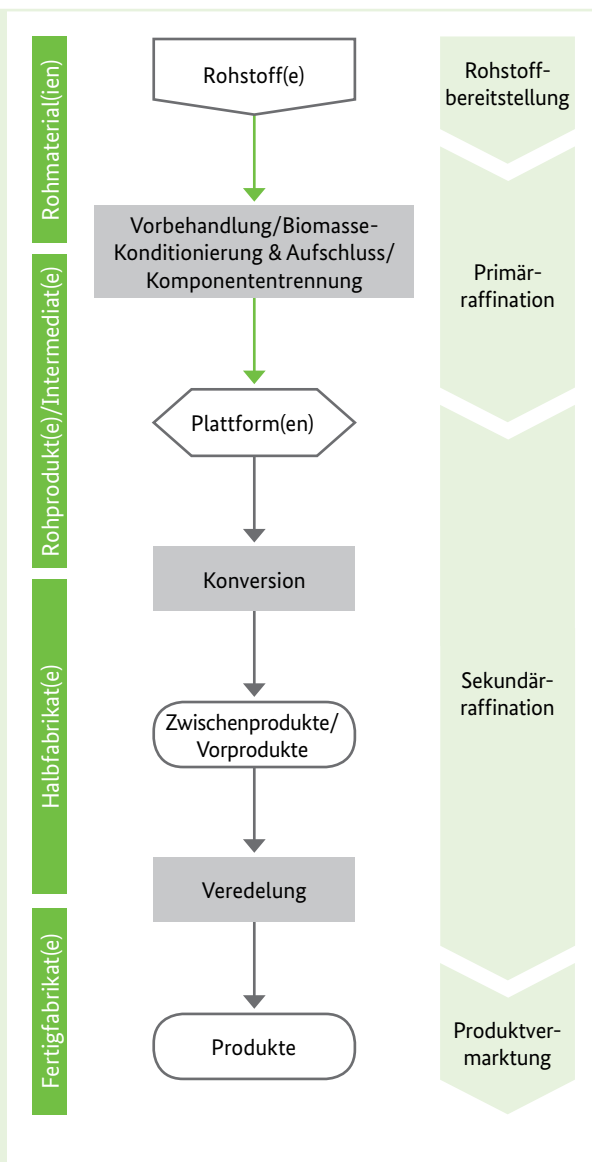 Rohmaterial(ien)
Rohprodukt(e)/Intermediat(e)
Halbfabrikat(e)
Fertigfabrikat(e)
Rohstoff(e)
Vorbehandlung/Biomasse-
Konditionierung & Aufschluss/
Komponententrennung
Plattform(en)
Konversion
Zwischenprodukte/
Vorprodukte
Veredelung
Produkte
Rohstoff-
bereitstellung
Primär-
raffination
Sekundär-
raffination
Produktver-
marktung